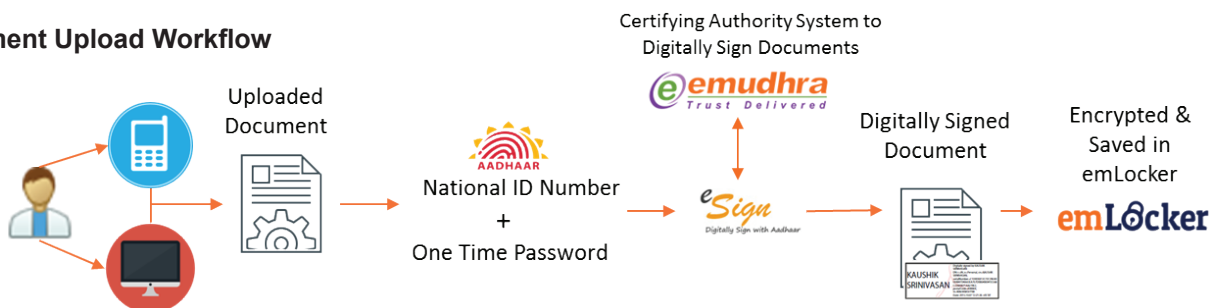 ment Upload Workflow
Uploaded
Document
AADHAAR
National ID Number
+
One Time Password
Certifying Authority System to
Digitally Sign Documents
e emudhra
Trust Delivered
eSign
Digitally Sign with Aadhaar
Digitally Signed
Document
KAUSHIK
SRINIVASAN
Encrypted &
Saved in
emLocker
emLocker